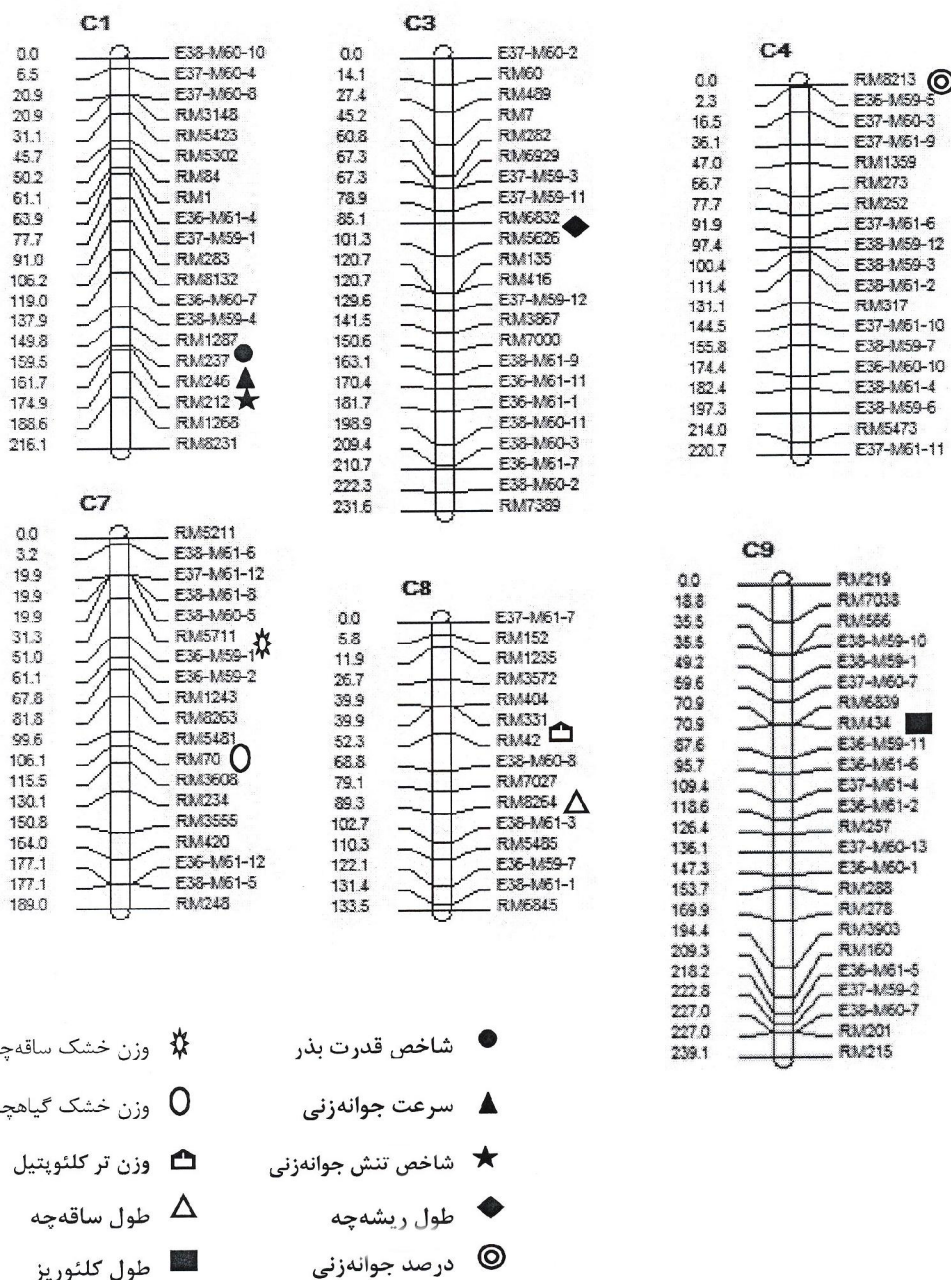 C1
0.0 E38-M60-10
6.5 E37-M60-4
20.9 E37-M60-8
20.9 RM3148
31.1 RM5423
45.7 RM5302
50.2 RM84
61.1 RM1
63.9 E36-M61-4
77.7 E37-M59-1
91.0 RM283
106.2 RM8132
119.0 E36-M60-7
137.9 E38-M59-4
149.8 RM1287
159.5 RM237
161.7 RM246
174.9 RM212
188.6 RM1268
216.1 RM8231
C3
0.0 E37-M60-2
14.1 RM60
27.4 RM489
45.2 RM7
60.8 RM282
67.3 RM6929
67.3 E37-M59-3
78.9 E37-M59-11
85.1 RM6832
101.3 RM5626
120.7 RM135
120.7 RM416
129.6 E37-M59-12
141.5 RM3867
150.6 RM7000
163.1 E38-M61-9
170.4 E36-M61-11
181.7 E36-M61-1
198.9 E38-M60-11
209.4 E38-M60-3
210.7 E36-M61-7
222.3 E38-M60-2
231.6 RM7389
C4
0.0 RM8213
2.3 E36-M59-5
16.5 E37-M60-3
36.1 E37-M61-9
47.0 RM1359
66.7 RM273
77.7 RM252
91.9 E37-M61-6
97.4 E38-M59-12
100.4 E38-M59-3
111.4 E38-M61-2
131.1 RM317
144.5 E37-M61-10
155.8 E38-M59-7
174.4 E36-M60-10
182.4 E38-M61-4
197.3 E38-M59-6
214.0 RM5473
220.7 E37-M61-11
C7
0.0 RM5211
3.2 E38-M61-6
19.9 E37-M61-12
19.9 E38-M61-8
19.9 E38-M60-5
31.3 RM5711
51.0 E36-M59-1
61.1 E36-M59-2
67.8 RM1243
81.8 RM8263
99.6 RM5481
106.1 RM70
115.5 RM3608
130.1 RM234
150.8 RM3555
164.0 RM420
177.1 E36-M61-12
177.1 E38-M61-5
189.0 RM248
C8
0.0 E37-M61-7
5.8 RM152
11.9 RM1235
26.7 RM3572
39.9 RM404
39.9 RM331
52.3 RM42
68.8 E38-M60-8
79.1 RM7027
89.3 RM8264
102.7 E38-M61-3
110.3 RM5485
122.1 E36-M59-7
131.4 E38-M61-1
133.5 RM6845
C9
0.0 RM219
18.8 RM7038
35.5 RM566
35.5 E38-M59-10
49.2 E38-M59-1
59.6 E37-M60-7
70.9 RM6839
70.9 RM434
87.6 E36-M59-11
95.7 E36-M61-6
109.4 E37-M61-4
118.6 E36-M61-2
126.4 RM257
136.1 E37-M60-13
147.3 E36-M60-1
153.7 RM288
169.9 RM278
194.4 RM3903
209.3 RM160
218.2 E36-M61-5
222.8 E37-M59-2
227.0 E38-M60-7
227.0 RM201
239.1 RM215
شاخص قدرت بذر
سرعت جوانه‌زنی
شاخص تنش جوانه‌زنی
طول ریشه‌چه
درصد جوانه‌زنی
وزن خشک ساقه‌چ
وزن خشک گیاهچ
وزن تر کلئوپتیل
طول ساقه‌چه
طول کلئوریز